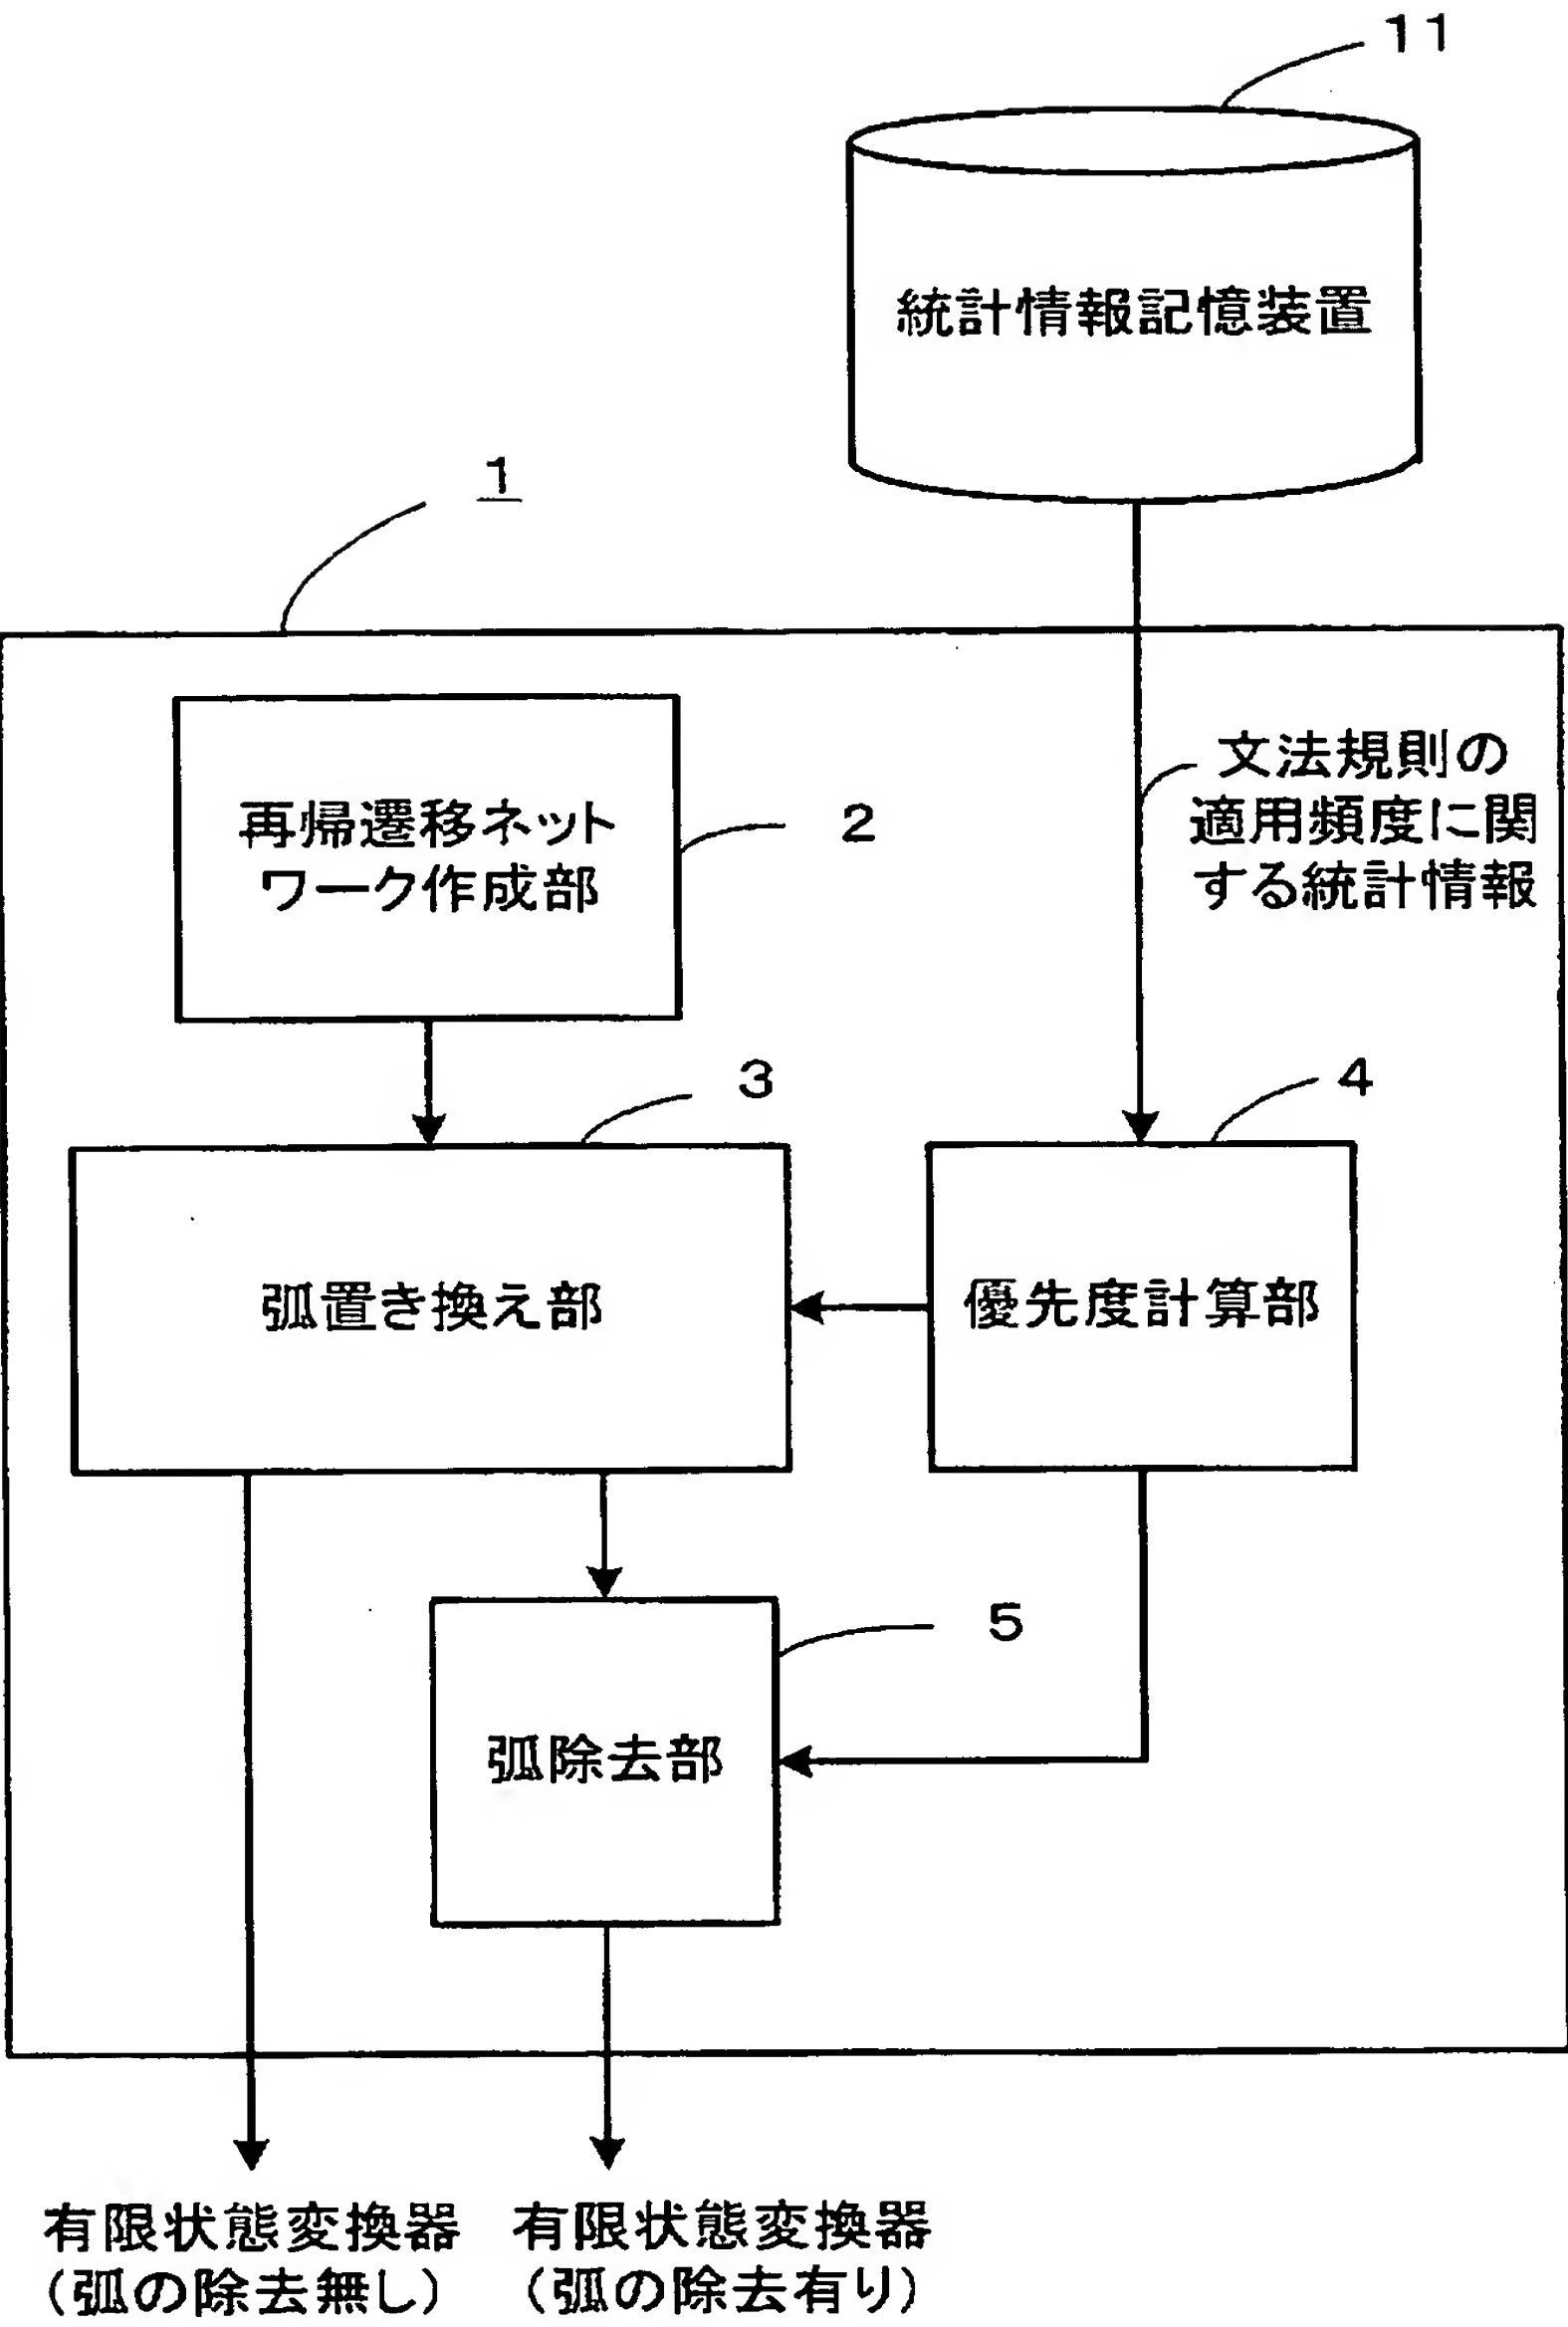 11
統計情報記憶装置
1
文法規則の
適用頻度に関
する統計情報
再帰遷移ネット
ワーク作成部
2
3
4
弧置き換え部
優先度計算部
5
弧除去部
有限状態変換器
(弧の除去無し)
有限状態変換器
(弧の除去有り)